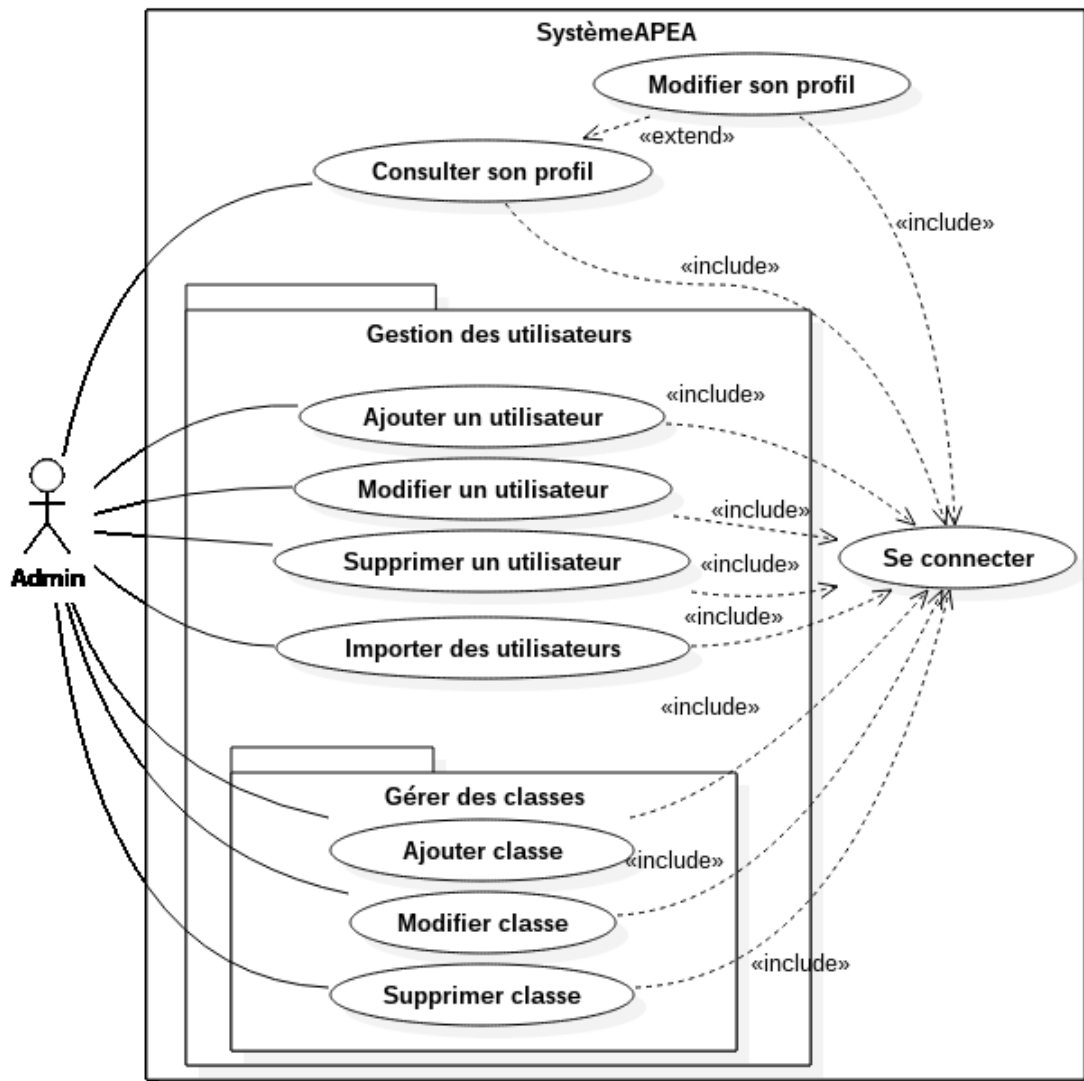 SystèmeAPEA
Modifier son profil
«extend»
Consulter son profil
«include»
«include»
Gestion des utilisateurs
«include»
Ajouter un utilisateur
Modifier un utilisateur
«include»
Supprimer un utilisateur
«include»
Se connecter
Admin
«include»
Importer des utilisateurs
«include»
Gérer des classes
Ajouter classe
«include»
Modifier classe
«include»
Supprimer classe